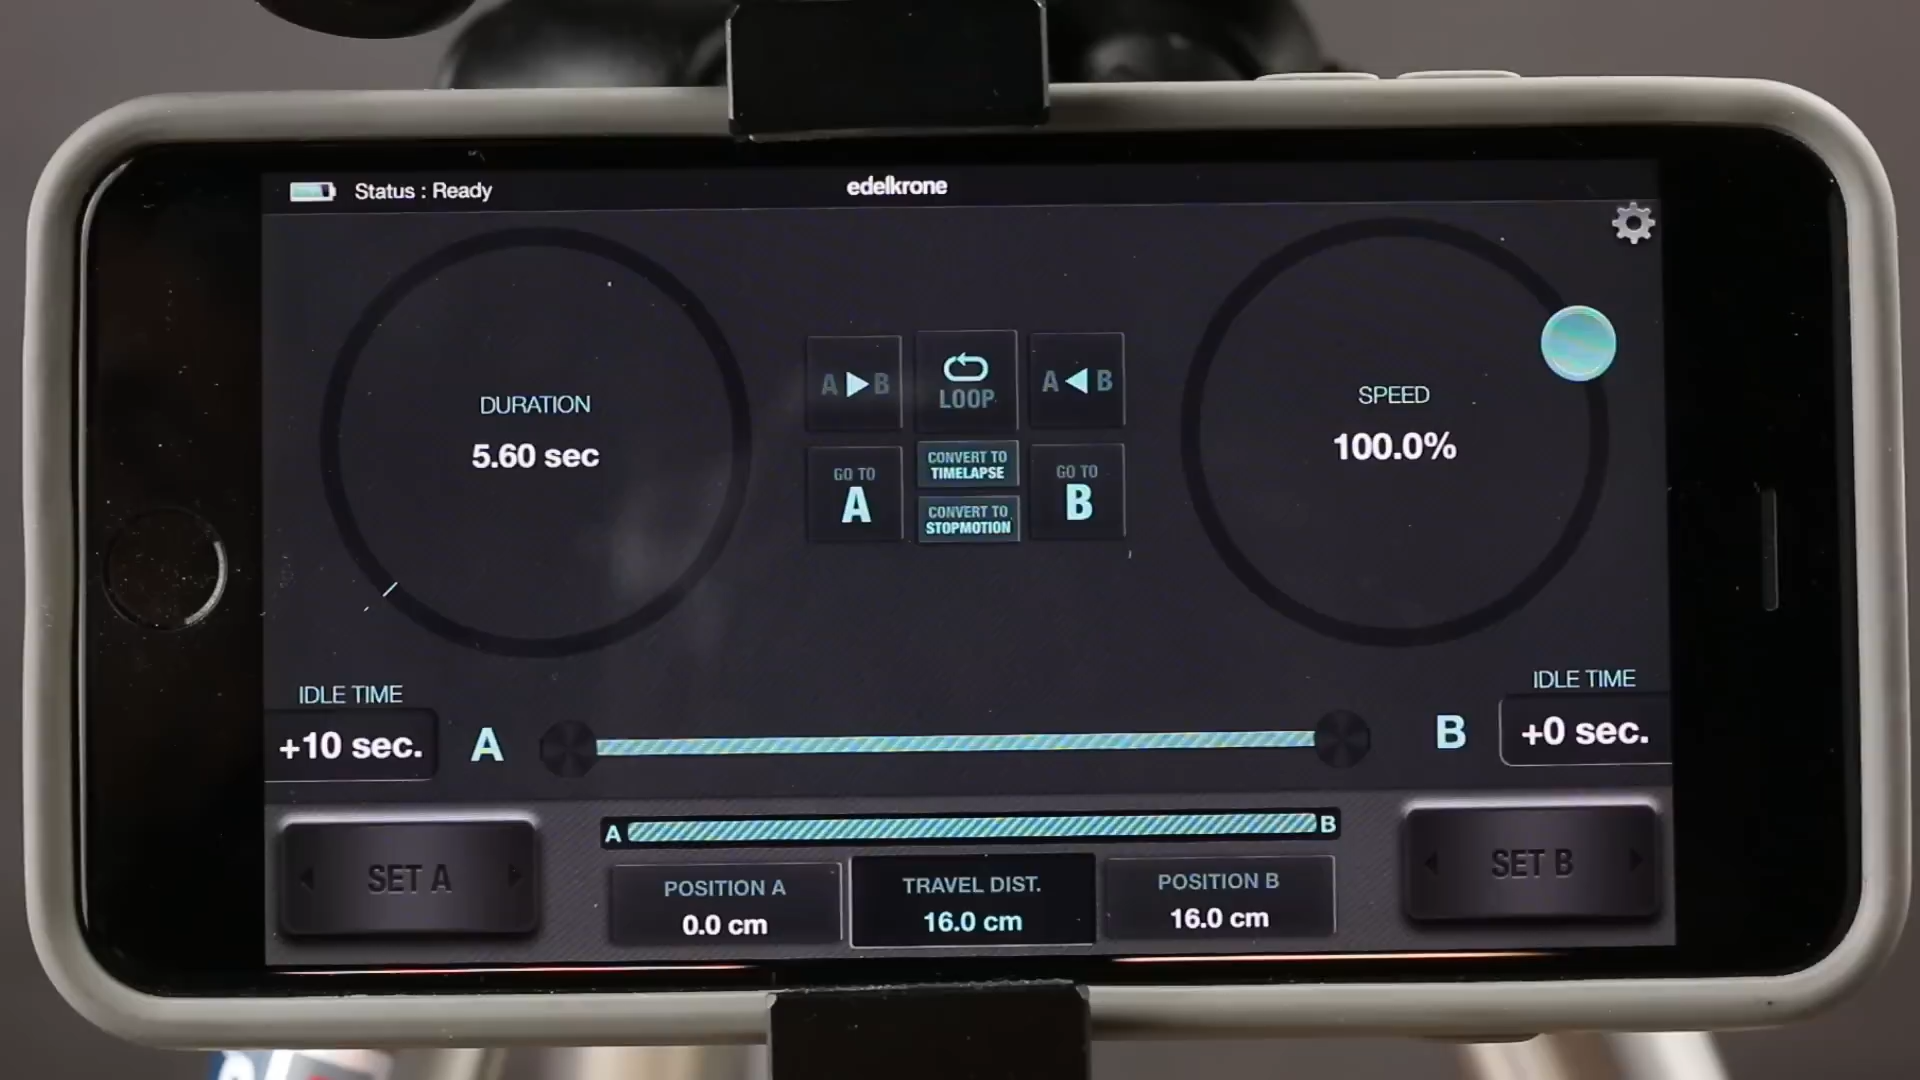 Status : Ready
edelkrone
DURATION
5.60 sec
A B
LOOP
A B
GO TO
A
CONVERT TO
TIMELAPSE
CONVERT TO
STOPMOTION
GO TO
B
SPEED
100.0%
IDLE TIME
+10 sec.
A
B
IDLE TIME
+0 sec.
SET A
A
B
POSITION A
0.0 cm
TRAVEL DIST.
16.0 cm
POSITION B
16.0 cm
SET B